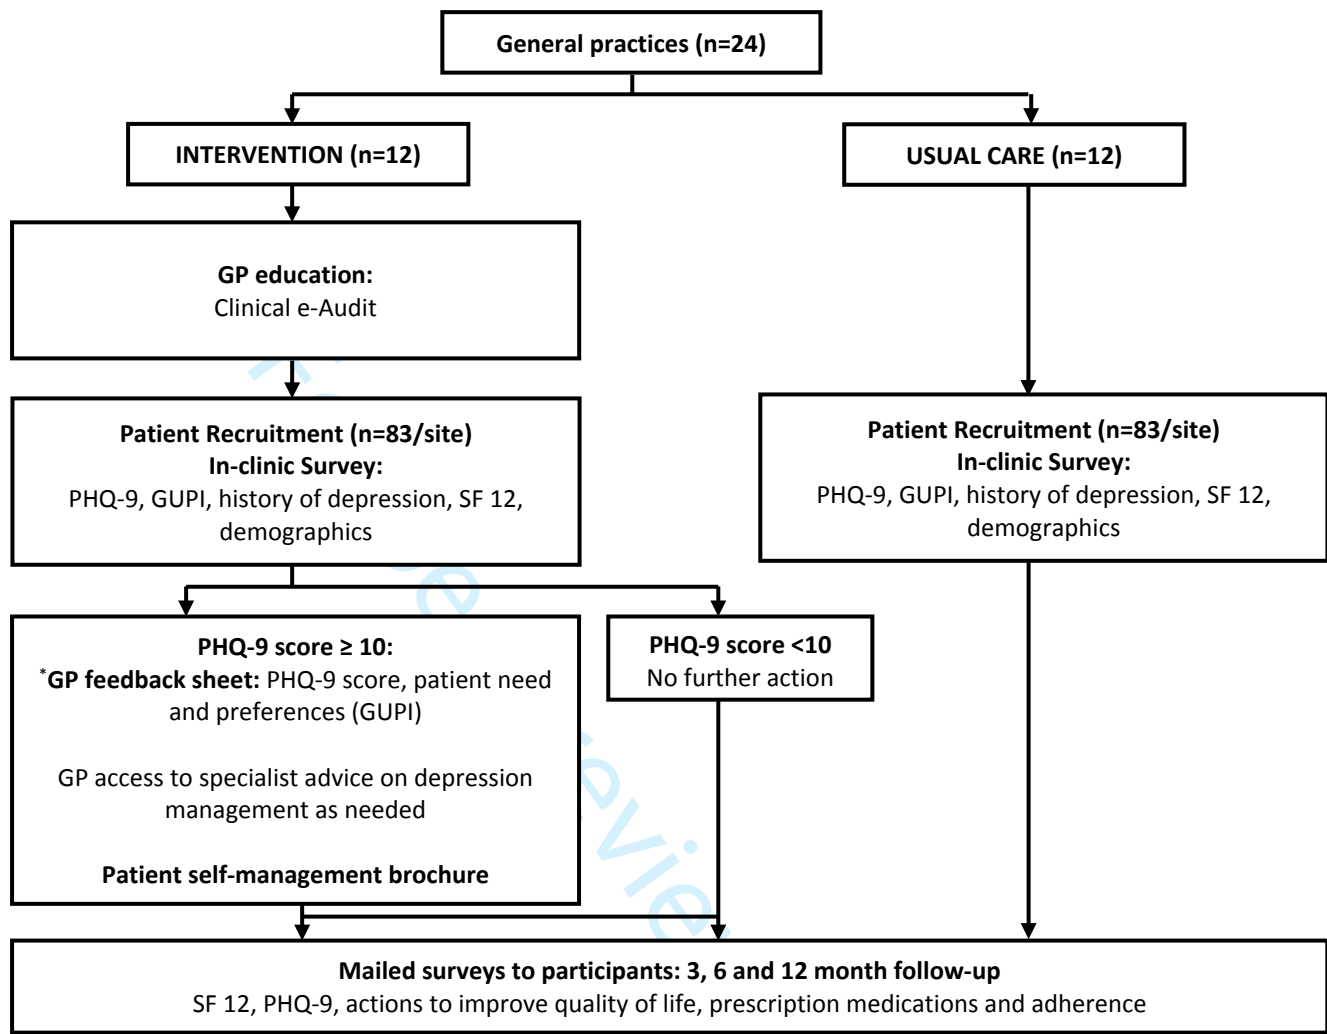 General practices (n=24)
INTERVENTION (n=12)
USUAL CARE (n=12)
GP education:
Clinical e-Audit
Patient Recruitment (n=83/site)
In-clinic Survey:
PHQ-9, GUPI, history of depression, SF 12,
demographics
Patient Recruitment (n=83/site)
In-clinic Survey:
PHQ-9, GUPI, history of depression, SF 12,
demographics
PHQ-9 score ≥ 10:
*GP feedback sheet: PHQ-9 score, patient need
and preferences (GUPI)
GP access to specialist advice on depression
management as needed
Patient self-management brochure
PHQ-9 score <10
No further action
Mailed surveys to participants: 3, 6 and 12 month follow-up
SF 12, PHQ-9, actions to improve quality of life, prescription medications and adherence